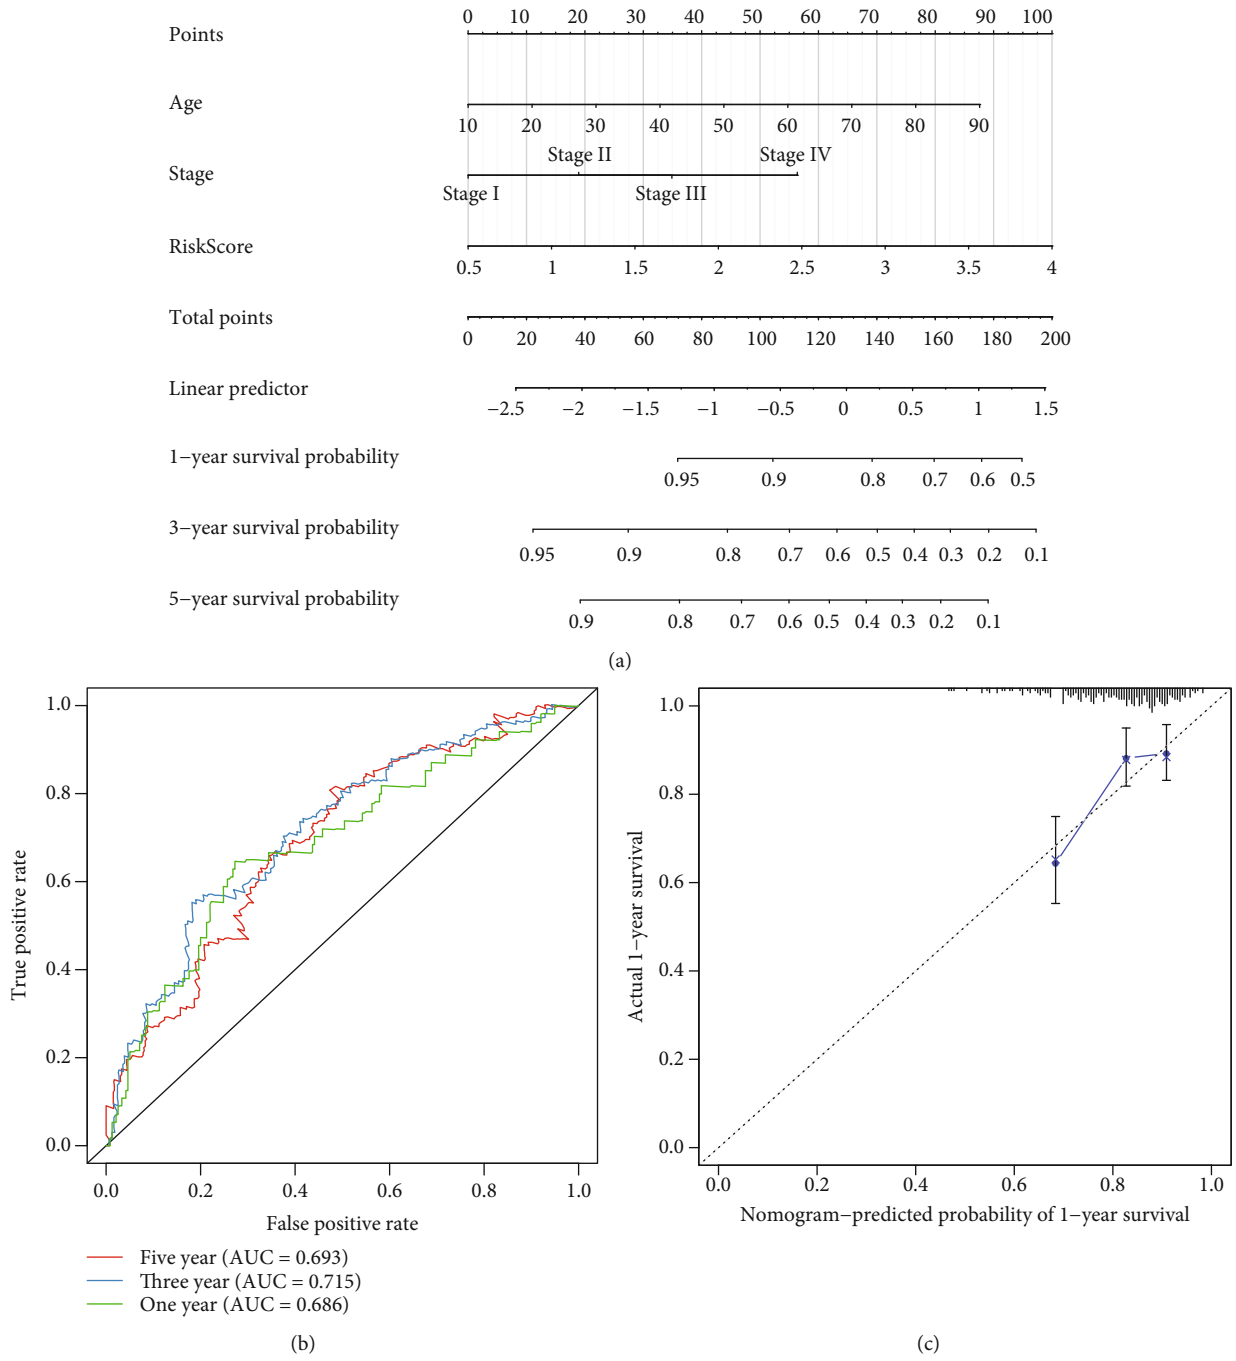 0 10 20 30 40 50 60 70 80 90 100
Points
Age
10 20 30 40 50 60 70 80 90
Stage II Stage IV
Stage
Stage I Stage III
RiskScore
0.5 1 1.5 2 2.5 3 3.5 4
Total points
0 20 40 60 80 100 120 140 160 180 200
Linear predictor
−2.5 −2 −1.5 −1 −0.5 0 0.5 1 1.5
1−year survival probability
0.95 0.9 0.8 0.7 0.6 0.5
3−year survival probability
0.95 0.9 0.8 0.7 0.6 0.5 0.4 0.3 0.2 0.1
5−year survival probability
0.9 0.8 0.7 0.6 0.5 0.4 0.3 0.2 0.1
(a)
1.0
0.8
0.6
0.4
0.2
0.0
True positive rate
0.0 0.2 0.4 0.6 0.8 1.0
False positive rate
Five year (AUC = 0.693)
Three year (AUC = 0.715)
One year (AUC = 0.686)
(b)
1.0
0.8
0.6
0.4
0.2
0.0
Actual 1−year survival
0.0 0.2 0.4 0.6 0.8 1.0
Nomogram−predicted probability of 1−year survival
(c)